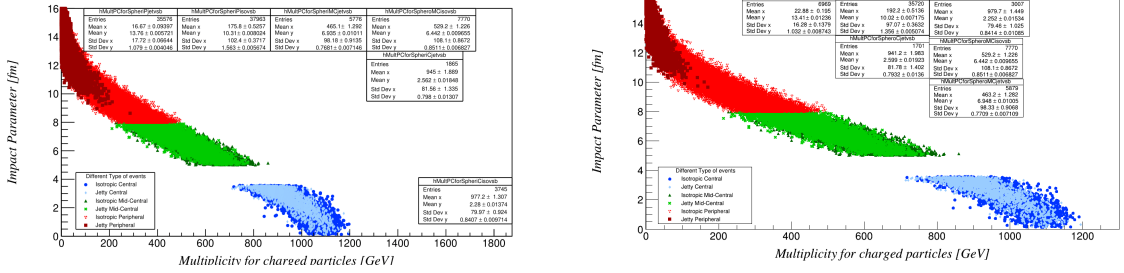 hMultPCforSpheriPjetvsb
Entries 35576
Mean x 16.67 ± 0.09397
Mean y 13.76 ± 0.005721
Std Dev x 17.72 ± 0.06644
Std Dev y 1.079 ± 0.004046
hMultPCforSpheriPisovsb
Entries 37963
Mean x 175.8 ± 0.5257
Mean y 10.31 ± 0.008024
Std Dev x 102.4 ± 0.3717
Std Dev y 1.563 ± 0.005674
hMultPCforSpheriMCjetvsb
Entries 5776
Mean x 465.1 ± 1.292
Mean y 6.935 ± 0.01011
Std Dev x 98.18 ± 0.9135
Std Dev y 0.7681 ± 0.007146
hMultPCforSpheroMCisovsb
Entries 7770
Mean x 529.2 ± 1.226
Mean y 6.442 ± 0.009655
Std Dev x 108.1 ± 0.8672
Std Dev y 0.8511 ± 0.006827
hMultPCforSpheriCjetvsb
Entries 1865
Mean x 945 ± 1.889
Mean y 2.562 ± 0.01848
Std Dev x 81.56 ± 1.335
Std Dev y 0.798 ± 0.01307
hMultPCforSpheriCisovsb
Entries 3745
Mean x 977.2 ± 1.307
Mean y 2.28 ± 0.01374
Std Dev x 79.97 ± 0.924
Std Dev y 0.8407 ± 0.009714
Different Type of events
Isotropic Central
Jetty Central
Isotropic Mid-Central
Jetty Mid-Central
Isotropic Peripheral
Jetty Peripheral
Impact Parameter [fm]
16
14
12
10
8
6
4
2
0
0 200 400 600 800 1000 1200 1400 1600 1800
Multiplicity for charged particles [GeV]
Entries 6969
Mean x 22.88 ± 0.195
Mean y 13.41 ± 0.01236
Std Dev x 16.28 ± 0.1379
Std Dev y 1.032 ± 0.008743
Entries 35720
Mean x 192.2 ± 0.5136
Mean y 10.02 ± 0.007175
Std Dev x 97.07 ± 0.3632
Std Dev y 1.356 ± 0.005074
Entries 3007
Mean x 979.7 ± 1.449
Mean y 2.252 ± 0.01534
Std Dev x 79.46 ± 1.025
Std Dev y 0.8414 ± 0.01085
hMultPCforSpheroCjetvsb
Entries 1701
Mean x 941.2 ± 1.983
Mean y 2.599 ± 0.01923
Std Dev x 81.78 ± 1.402
Std Dev y 0.7932 ± 0.0136
hMultPCforSpheroMCisovsb
Entries 7770
Mean x 529.2 ± 1.226
Mean y 6.442 ± 0.009655
Std Dev x 108.1 ± 0.8672
Std Dev y 0.8511 ± 0.006827
hMultPCforSpheroMCjetvsb
Entries 5879
Mean x 463.2 ± 1.282
Mean y 6.948 ± 0.01005
Std Dev x 98.33 ± 0.9068
Std Dev y 0.7709 ± 0.007109
Different Type of events
Isotropic Central
Jetty Central
Isotropic Mid-Central
Jetty Mid-Central
Isotropic Peripheral
Jetty Peripheral
Impact Parameter [fm]
14
12
10
8
6
4
2
0
0 200 400 600 800 1000 1200
Multiplicity for charged particles [GeV]